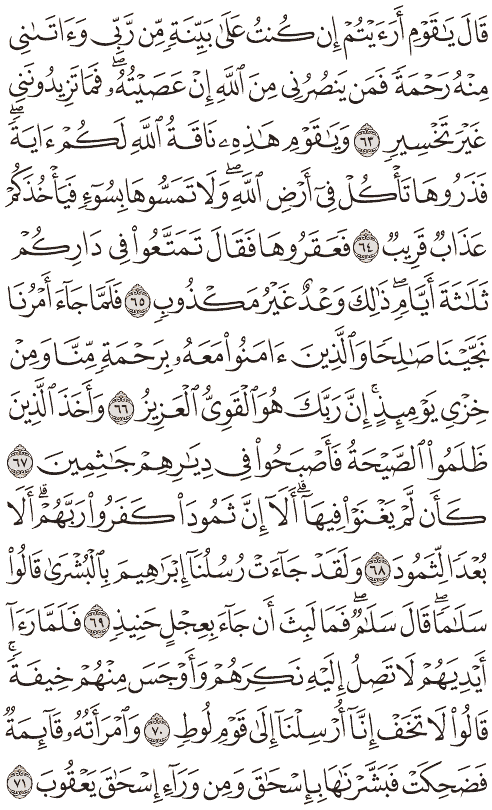 قَالَ يَٰقَوْمِ أَرَءَيْتُمْ إِن كُنتُ عَلَىٰ بَيِّنَةٍ مِّن رَّبِّى وَءَاتَىٰنِى
مِنْهُ رَحْمَةً فَمَن يَنصُرُنِى مِنَ ٱللَّهِ إِنْ عَصَيْتُهُۥ ۖ فَمَا تَزِيدُونَنِى
غَيْرَ تَخْسِيرٍ ٦٣ وَيَٰقَوْمِ هَٰذِهِۦ نَاقَةُ ٱللَّهِ لَكُمْ ءَايَةً ۖ
فَذَرُوهَا تَأْكُلْ فِىٓ أَرْضِ ٱللَّهِ ۖ وَلَا تَمَسُّوهَا بِسُوٓءٍ فَيَأْخُذَكُمْ
عَذَابٌ قَرِيبٌ ٦٤ فَعَقَرُوهَا فَقَالَ تَمَتَّعُوا۟ فِى دَارِكُمْ
ثَلَٰثَةَ أَيَّامٍ ۖ ذَٰلِكَ وَعْدٌ غَيْرُ مَكْذُوبٍ ٦٥ فَلَمَّا جَآءَ أَمْرُنَا
نَجَّيْنَا صَٰلِحًا وَٱلَّذِينَ ءَامَنُوا۟ مَعَهُۥ بِرَحْمَةٍ مِّنَّا وَمِنْ
خِزْىِ يَوْمِئِذٍ ۗ إِنَّ رَبَّكَ هُوَ ٱلْقَوِىُّ ٱلْعَزِيزُ ٦٦ وَأَخَذَ ٱلَّذِينَ
ظَلَمُوا۟ ٱلصَّيْحَةُ فَأَصْبَحُوا۟ فِى دِيَٰرِهِمْ جَٰثِمِينَ ٦٧
كَأَن لَّمْ يَغْنَوْا۟ فِيهَآ ۗ أَلَآ إِنَّ ثَمُودَا۟ كَفَرُوا۟ رَبَّهُمْ ۗ أَلَا
بُعْدًا لِّثَمُودَ ٦٨ وَلَقَدْ جَآءَتْ رُسُلُنَآ إِبْرَٰهِيمَ بِٱلْبُشْرَىٰ قَالُوا۟
سَلَٰمًا ۖ قَالَ سَلَٰمٌ ۖ فَمَا لَبِثَ أَن جَآءَ بِعِجْلٍ حَنِيذٍ ٦٩ فَلَمَّا رَءَآ
أَيْدِيَهُمْ لَا تَصِلُ إِلَيْهِ نَكِرَهُمْ وَأَوْجَسَ مِنْهُمْ خِيفَةً ۚ
قَالُوا۟ لَا تَخَفْ إِنَّآ أُرْسِلْنَآ إِلَىٰ قَوْمِ لُوطٍ ٧٠ وَٱمْرَأَتُهُۥ قَآئِمَةٌ
فَضَحِكَتْ فَبَشَّرْنَٰهَا بِإِسْحَٰقَ وَمِن وَرَآءِ إِسْحَٰقَ يَعْقُوبَ ٧١